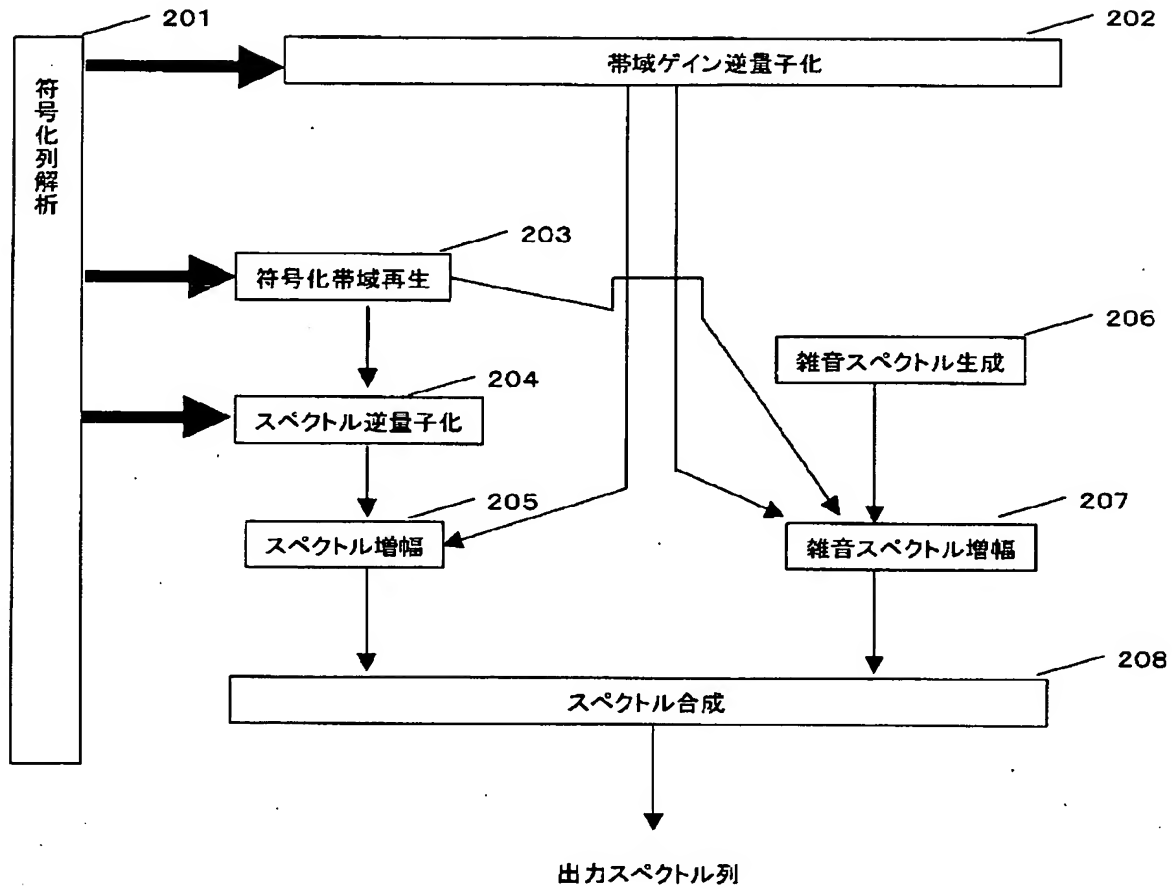 201
202
符号化列解析
帯域ゲイン逆量子化
203
符号化帯域再生
206
雑音スペクトル生成
204
スペクトル逆量子化
205
スペクトル増幅
207
雑音スペクトル増幅
208
スペクトル合成
出力スペクトル列